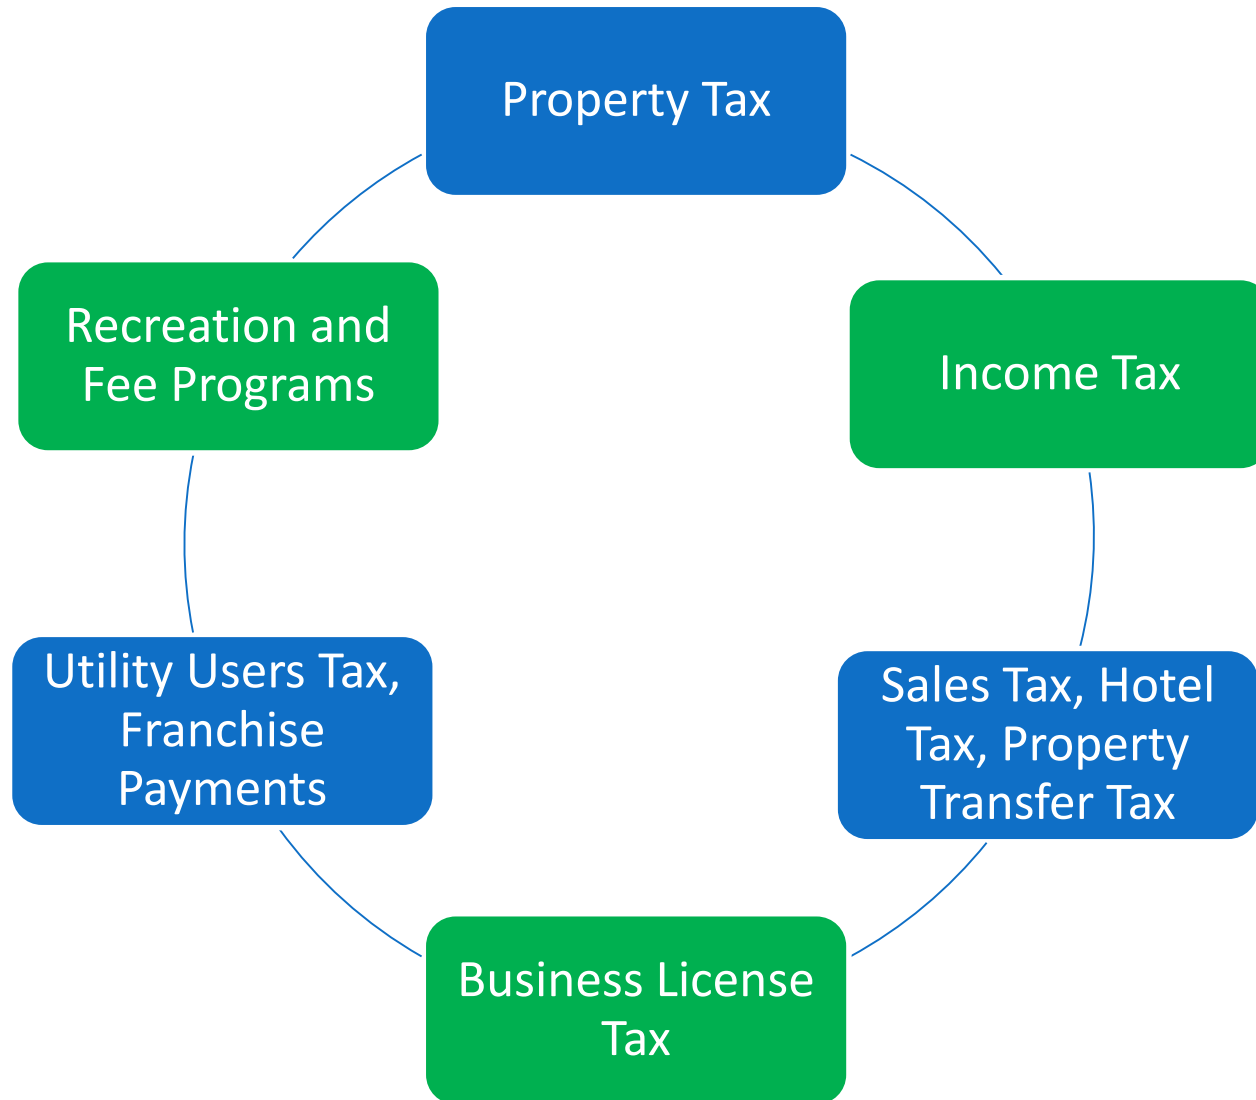 Property Tax
Income Tax
Sales Tax, Hotel
Tax, Property
Transfer Tax
Business License
Tax
Utility Users Tax,
Franchise
Payments
Recreation and
Fee Programs